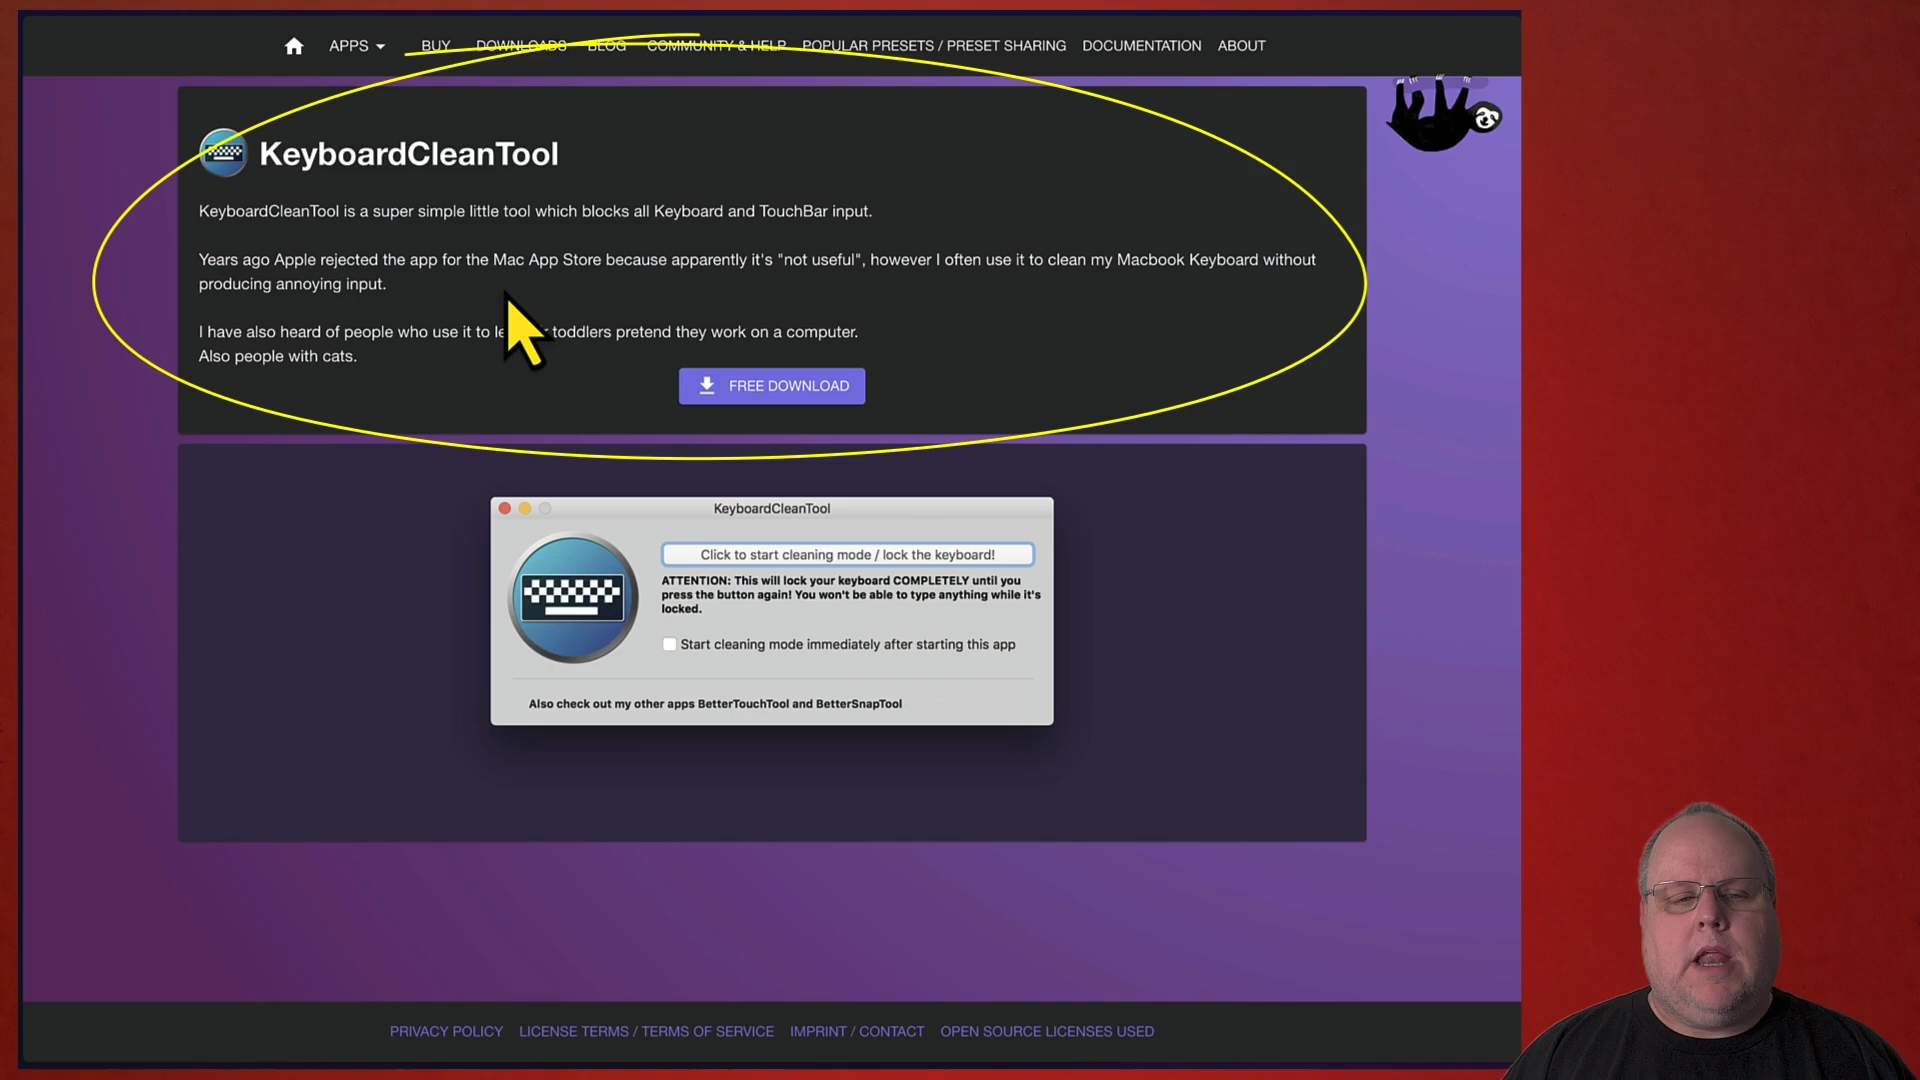 APPS BUY DOWNLOADS BLOG COMMUNITY & HELP POPULAR PRESETS / PRESET SHARING DOCUMENTATION ABOUT
KeyboardCleanTool
KeyboardCleanTool is a super simple little tool which blocks all Keyboard and TouchBar input.
Years ago Apple rejected the app for the Mac App Store because apparently it's "not useful", however I often use it to clean my Macbook Keyboard without
producing annoying input.
I have also heard of people who use it to toddlers pretend they work on a computer.
Also people with cats.
FREE DOWNLOAD
KeyboardCleanTool
Click to start cleaning mode / lock the keyboard!
ATTENTION: This will lock your keyboard COMPLETELY until you
press the button again! You won't be able to type anything while it's
locked.
Start cleaning mode immediately after starting this app
Also check out my other apps BetterTouchTool and BetterSnapTool
PRIVACY POLICY LICENSE TERMS / TERMS OF SERVICE IMPRINT / CONTACT OPEN SOURCE LICENSES USED